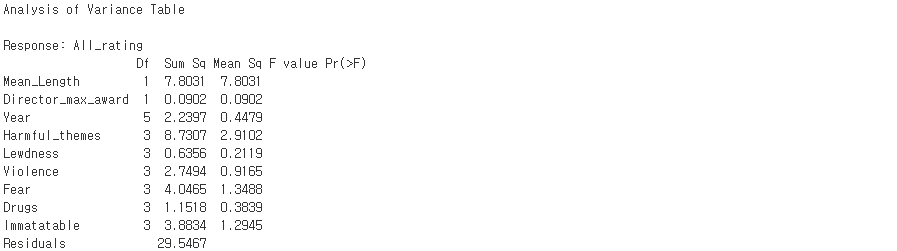 Analysis of Variance Table
Response: All_rating
Df Sum Sq Mean Sq F value Pr(>F)
Mean_Length 1 7.8031 7.8031
Director_max_award 1 0.0902 0.0902
Year 5 2.2397 0.4479
Harmful_themes 3 8.7307 2.9102
Lewdness 3 0.6356 0.2119
Violence 3 2.7494 0.9165
Fear 3 4.0465 1.3488
Drugs 3 1.1518 0.3839
Immatatable 3 3.8834 1.2945
Residuals 29.5467